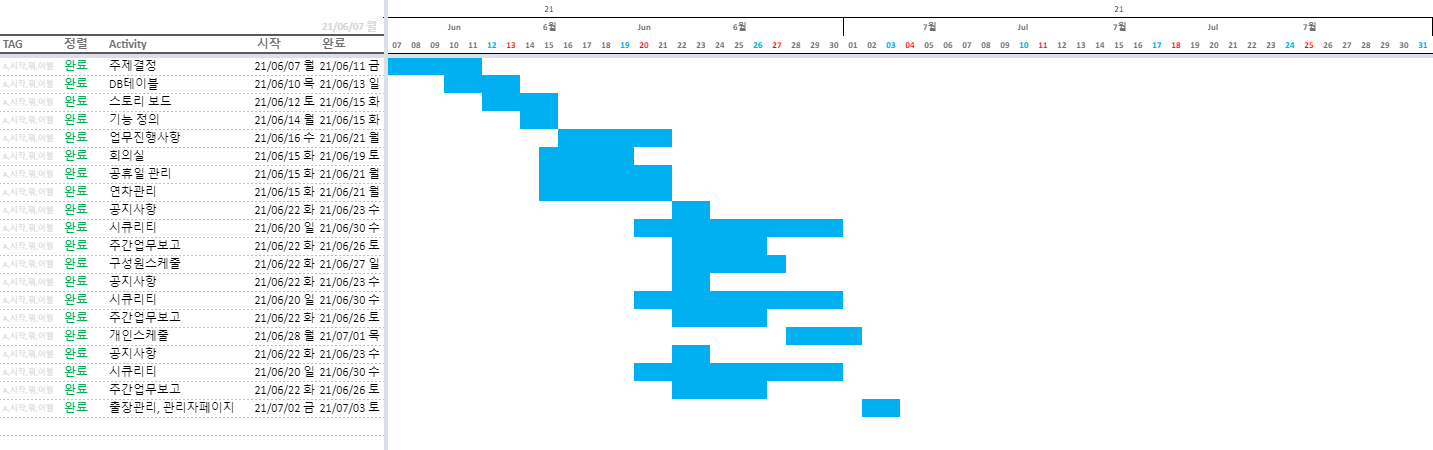 21 21
21/06/07 월 Jun 6월 Jun 6월 7월 Jul 7월 Jul 7월
TAG 정렬 Activity 시작 완료 07 08 09 10 11 12 13 14 15 16 17 18 19 20 21 22 23 24 25 26 27 28 29 30 01 02 03 04 05 06 07 08 09 10 11 12 13 14 15 16 17 18 19 20 21 22 23 24 25 26 27 28 29 30 31
완료 주제결정 21/06/07 월 21/06/11 금
완료 DB테이블 21/06/10 목 21/06/13 일
완료 스토리 보드 21/06/12 토 21/06/15 화
완료 기능 정의 21/06/14 월 21/06/15 화
완료 업무진행사항 21/06/16 수 21/06/21 월
완료 회의실 21/06/15 화 21/06/19 토
완료 공휴일 관리 21/06/15 화 21/06/21 월
완료 연차관리 21/06/15 화 21/06/21 월
완료 공지사항 21/06/22 화 21/06/23 수
완료 시큐리티 21/06/20 일 21/06/30 수
완료 주간업무보고 21/06/22 화 21/06/26 토
완료 구성원스케줄 21/06/22 화 21/06/27 일
완료 공지사항 21/06/22 화 21/06/23 수
완료 시큐리티 21/06/20 일 21/06/30 수
완료 주간업무보고 21/06/22 화 21/06/26 토
완료 개인스케줄 21/06/28 월 21/07/01 목
완료 공지사항 21/06/22 화 21/06/23 수
완료 시큐리티 21/06/20 일 21/06/30 수
완료 주간업무보고 21/06/22 화 21/06/26 토
완료 출장관리, 관리자페이지 21/07/02 금 21/07/03 토